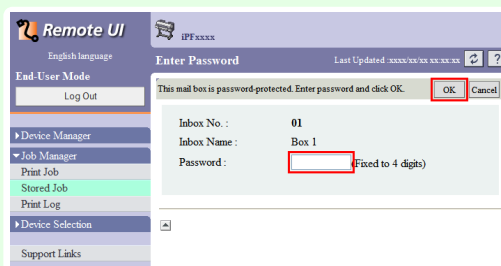 Remote UI
English language
End-User Mode
Log Out
Device Manager
Job Manager
Print Job
Stored Job
Print Log
Device Selection
Support Links
iPFxxxx
Enter Password
Last Updated :xxxx/xx/xx xx:xx:xx
?
This mail box is password-protected. Enter password and click OK.
OK
Cancel
Inbox No. : 01
Inbox Name : Box 1
Password : (Fixed to 4 digits)